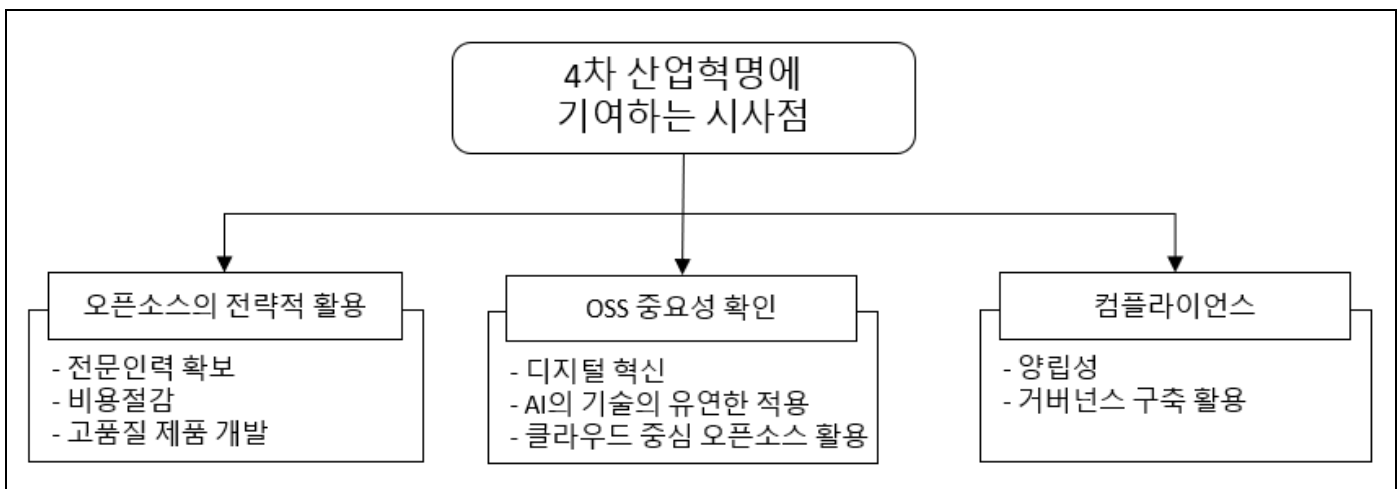 4차 산업혁명에
기여하는 시사점
오픈소스의 전략적 활용
- 전문인력 확보
- 비용절감
- 고품질 제품 개발
OSS 중요성 확인
- 디지털 혁신
- AI의 기술의 유연한 적용
- 클라우드 중심 오픈소스 활용
컴플라이언스
- 양립성
- 거버넌스 구축 활용